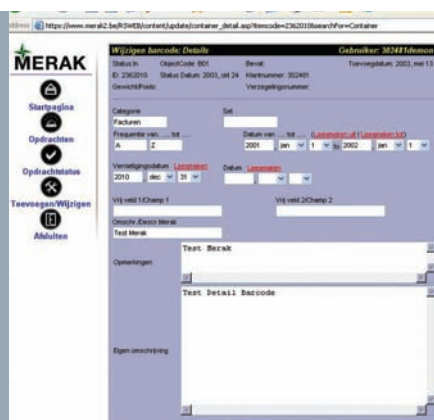 https://www.merak2.be/RSWEB/content/update/container_detail.asp?itemcode=2362010&searchFor=Container
MERAK
Startpagina
Opdrachten
Opdrachtstatus
Toevoegen/Wijzigen
Afsluiten
Wijzigen barcode: Details Gebruiker: 302481demon
Status:In ObjectCode: B01 Bevat: Toevoegdatum: 2003, mei 13
ID: 2362010 Status Datum: 2003, okt 24 Klantnummer: 302481
Gewicht/Poids: Verzegelingsnummer:
Categorie Set
Facturen
Frequentie van..... tot ..... Datum van ..... tot ..... (Leegmaken uit | Leegmaken tot)
A Z 2001 , jan 1 to 2002 , jan 1
Vernietigingsdatum Leegmaken Datum Leegmaken
2010 , dec 31
Vrij veld 1/Champ 1 Vrij veld 2/Champ 2
Omschr./Descr.Merak
Test Merak
Opmerkingen
Test Merak
Eigen omschrijving
Test Detail Barcode